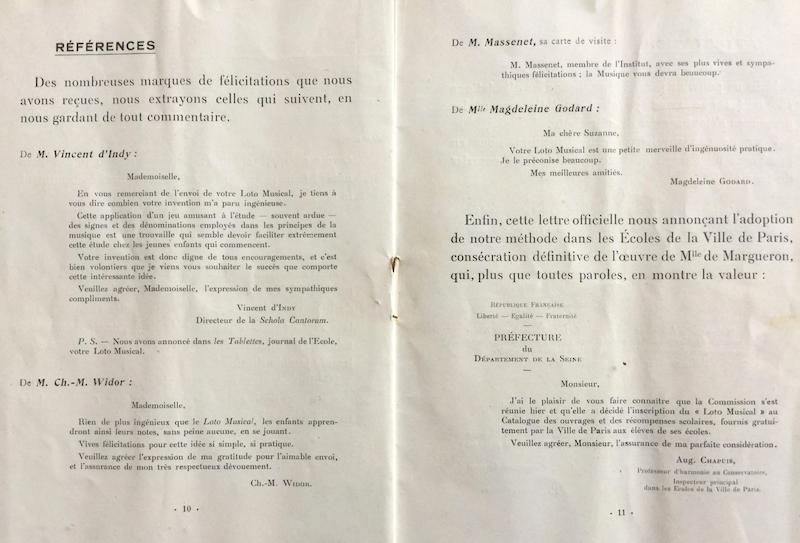 RÉFÉRENCES
Des nombreuses marques de félicitations que nous
avons reçues, nous extrayons celles qui suivent, en
nous gardant de tout commentaire.
De M. Vincent d'Indy :
Mademoiselle,
En vous remerciant de l'envoi de votre Loto Musical, je tiens à
vous dire combien votre invention m'a paru ingénieuse.
Cette application d'un jeu amusant à l'étude — souvent ardue —
des signes et des dénominations employés dans les principes de la
musique est une trouvaille qui semble devoir faciliter extrêmement
cette étude chez les jeunes enfants qui commencent.
Votre invention est donc digne de tous encouragements, et c'est
bien volontiers que je viens vous souhaiter le succès que comporte
cette intéressante idée.
Veuillez agréer, Mademoiselle, l'expression de mes sympathiques
compliments.
Vincent d'Indy
Directeur de la Schola Cantorum.
P. S. — Nous avons annoncé dans les Tablettes, journal de l'Ecole,
votre Loto Musical.
De M. Ch.-M. Widor :
Mademoiselle,
Rien de plus ingénieux que le Loto Musical, les enfants appren-
dront ainsi leurs notes, sans peine aucune, en se jouant.
Vives félicitations pour cette idée si simple, si pratique.
Veuillez agréer l'expression de ma gratitude pour l'aimable envoi,
et l'assurance de mon très respectueux dévouement.
Ch.-M. Widor.
- 10 -
De M. Massenet, sa carte de visite :
M. Massenet, membre de l'Institut, avec ses plus vives et sympa-
thiques félicitations ; la Musique vous devra beaucoup.
De Mlle Magdeleine Godard :
Ma chère Suzanne,
Votre Loto Musical est une petite merveille d'ingénuosité pratique.
Je le préconise beaucoup.
Mes meilleures amitiés.
Magdeleine Godard.
Enfin, cette lettre officielle nous annonçant l'adoption
de notre méthode dans les Écoles de la Ville de Paris,
consécration définitive de l'œuvre de Mlle de Margueron,
qui, plus que toutes paroles, en montre la valeur :
République Française
Liberté — Egalité — Fraternité
PRÉFECTURE
du
Département de la Seine
Monsieur,
J'ai le plaisir de vous faire connaître que la Commission s'est
réunie hier et qu'elle a décidé l'inscription du « Loto Musical » au
Catalogue des ouvrages et des récompenses scolaires, fournis gratui-
tement par la Ville de Paris aux élèves de ses écoles.
Veuillez agréer, Monsieur, l'assurance de ma parfaite considération.
Aug. Chapuis,
Professeur d'harmonie au Conservatoire,
Inspecteur principal
dans les Ecoles de la Ville de Paris.
- 11 -